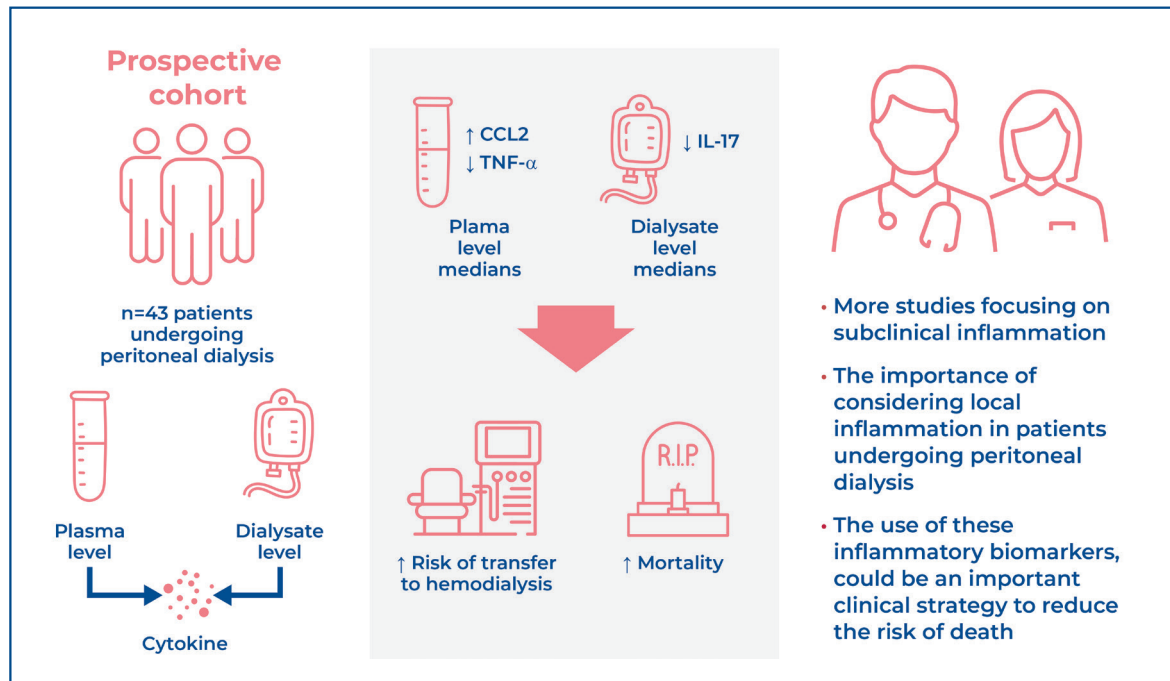 Prospective
cohort
n=43 patients
undergoing
peritoneal dialysis
Plasma
level
Dialysate
level
Cytokine
↑ CCL2
↓ TNF-α
Plama
level
medians
↓ IL-17
Dialysate
level
medians
R.I.P.
↑ Risk of transfer
to hemodialysis
↑ Mortality
• More studies focusing on
subclinical inflammation
• The importance of
considering local
inflammation in patients
undergoing peritoneal
dialysis
• The use of these
inflammatory biomarkers,
could be an important
clinical strategy to reduce
the risk of death